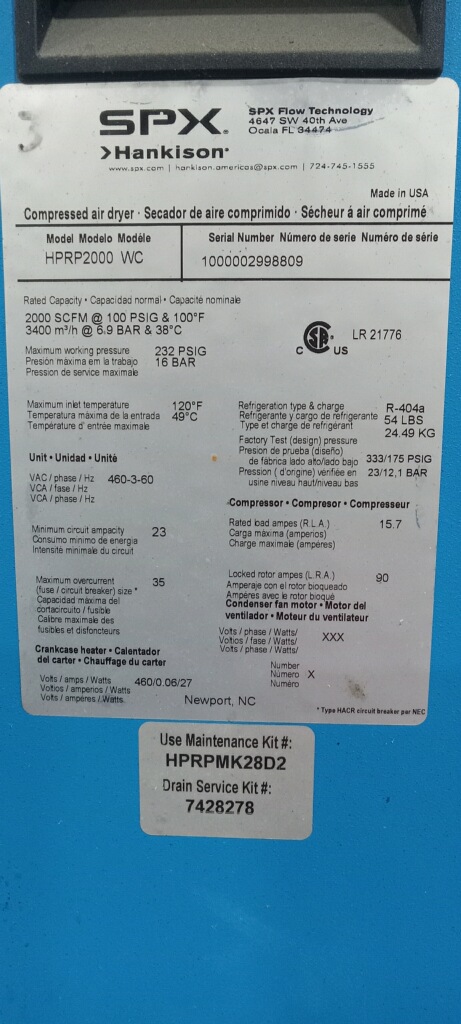 3
SPX®
SPX Flow Technology
4647 SW 40th Ave
Ocala FL 34474
>Hankison®
www.spx.com | hankison.americas@spx.com | 724-745-1555
Made in USA
Compressed air dryer · Secador de aire comprimido · Sécheur á air comprimé
Model Modelo Modéle
HPRP2000 WC
Serial Number Número de serie Numéro de série
1000002998809
Rated Capacity • Capacidad normal • Capacité nominale
2000 SCFM @ 100 PSIG & 100°F
3400 m³/h @ 6.9 BAR & 38°C
Maximum working pressure 232 PSIG
Presión máxima em la trabajo 16 BAR
Pression de service maximale
C US
LR 21776
Maximum inlet temperature 120°F
Temperatura máxima de la entrada 49°C
Température d' entrée maximale
Unit • Unidad • Unité
VAC / phase / Hz 460-3-60
VCA / fase / Hz
VCA / phase / Hz
Minimum circuit ampacity 23
Consumo minimo de energia
Intensité minimale du circuit
Maximum overcurrent 35
(fuse / circuit breaker) size *
Capacidad máxima del
cortacircuito / fusible
Calibre maximale des
fusibles et disfoncteurs
Crankcase heater • Calentador
del carter • Chauffage du carter
Volts / amps / Watts 460/0.06/27
Voltios / amperios / Watts
Volts / ampéres / Watts
Refrigeration type & charge R-404a
Refrigerante y cargo de refrigerante 54 LBS
Type et charge de refrigérant 24.49 KG
Factory Test (design) pressure
Presion de prueba (diseño)
de fábrica lado alto/lado bajo 333/175 PSIG
Pression ( d'origine) vérifiée en 23/12,1 BAR
usine niveau haut/niveau bas
Compressor • Compresor • Compresseur
Rated load ampes (R.L.A.) 15.7
Carga máxima (amperios)
Charge maximale (ampères)
Locked rotor ampes (L.R.A.) 90
Amperaje con el rotor bloqueado
Ampéres avec le rotor bloqué
Condenser fan motor • Motor del
ventilador • Moteur du ventilateur
Volts / phase / Watts/ XXX
Voltios / fase / Watts/
Volts / phase / Watts/
Number
Número X
Numéro
Newport, NC
* Type HACR circuit breaker per NEC
Use Maintenance Kit #:
HPRPMK28D2
Drain Service Kit #:
7428278